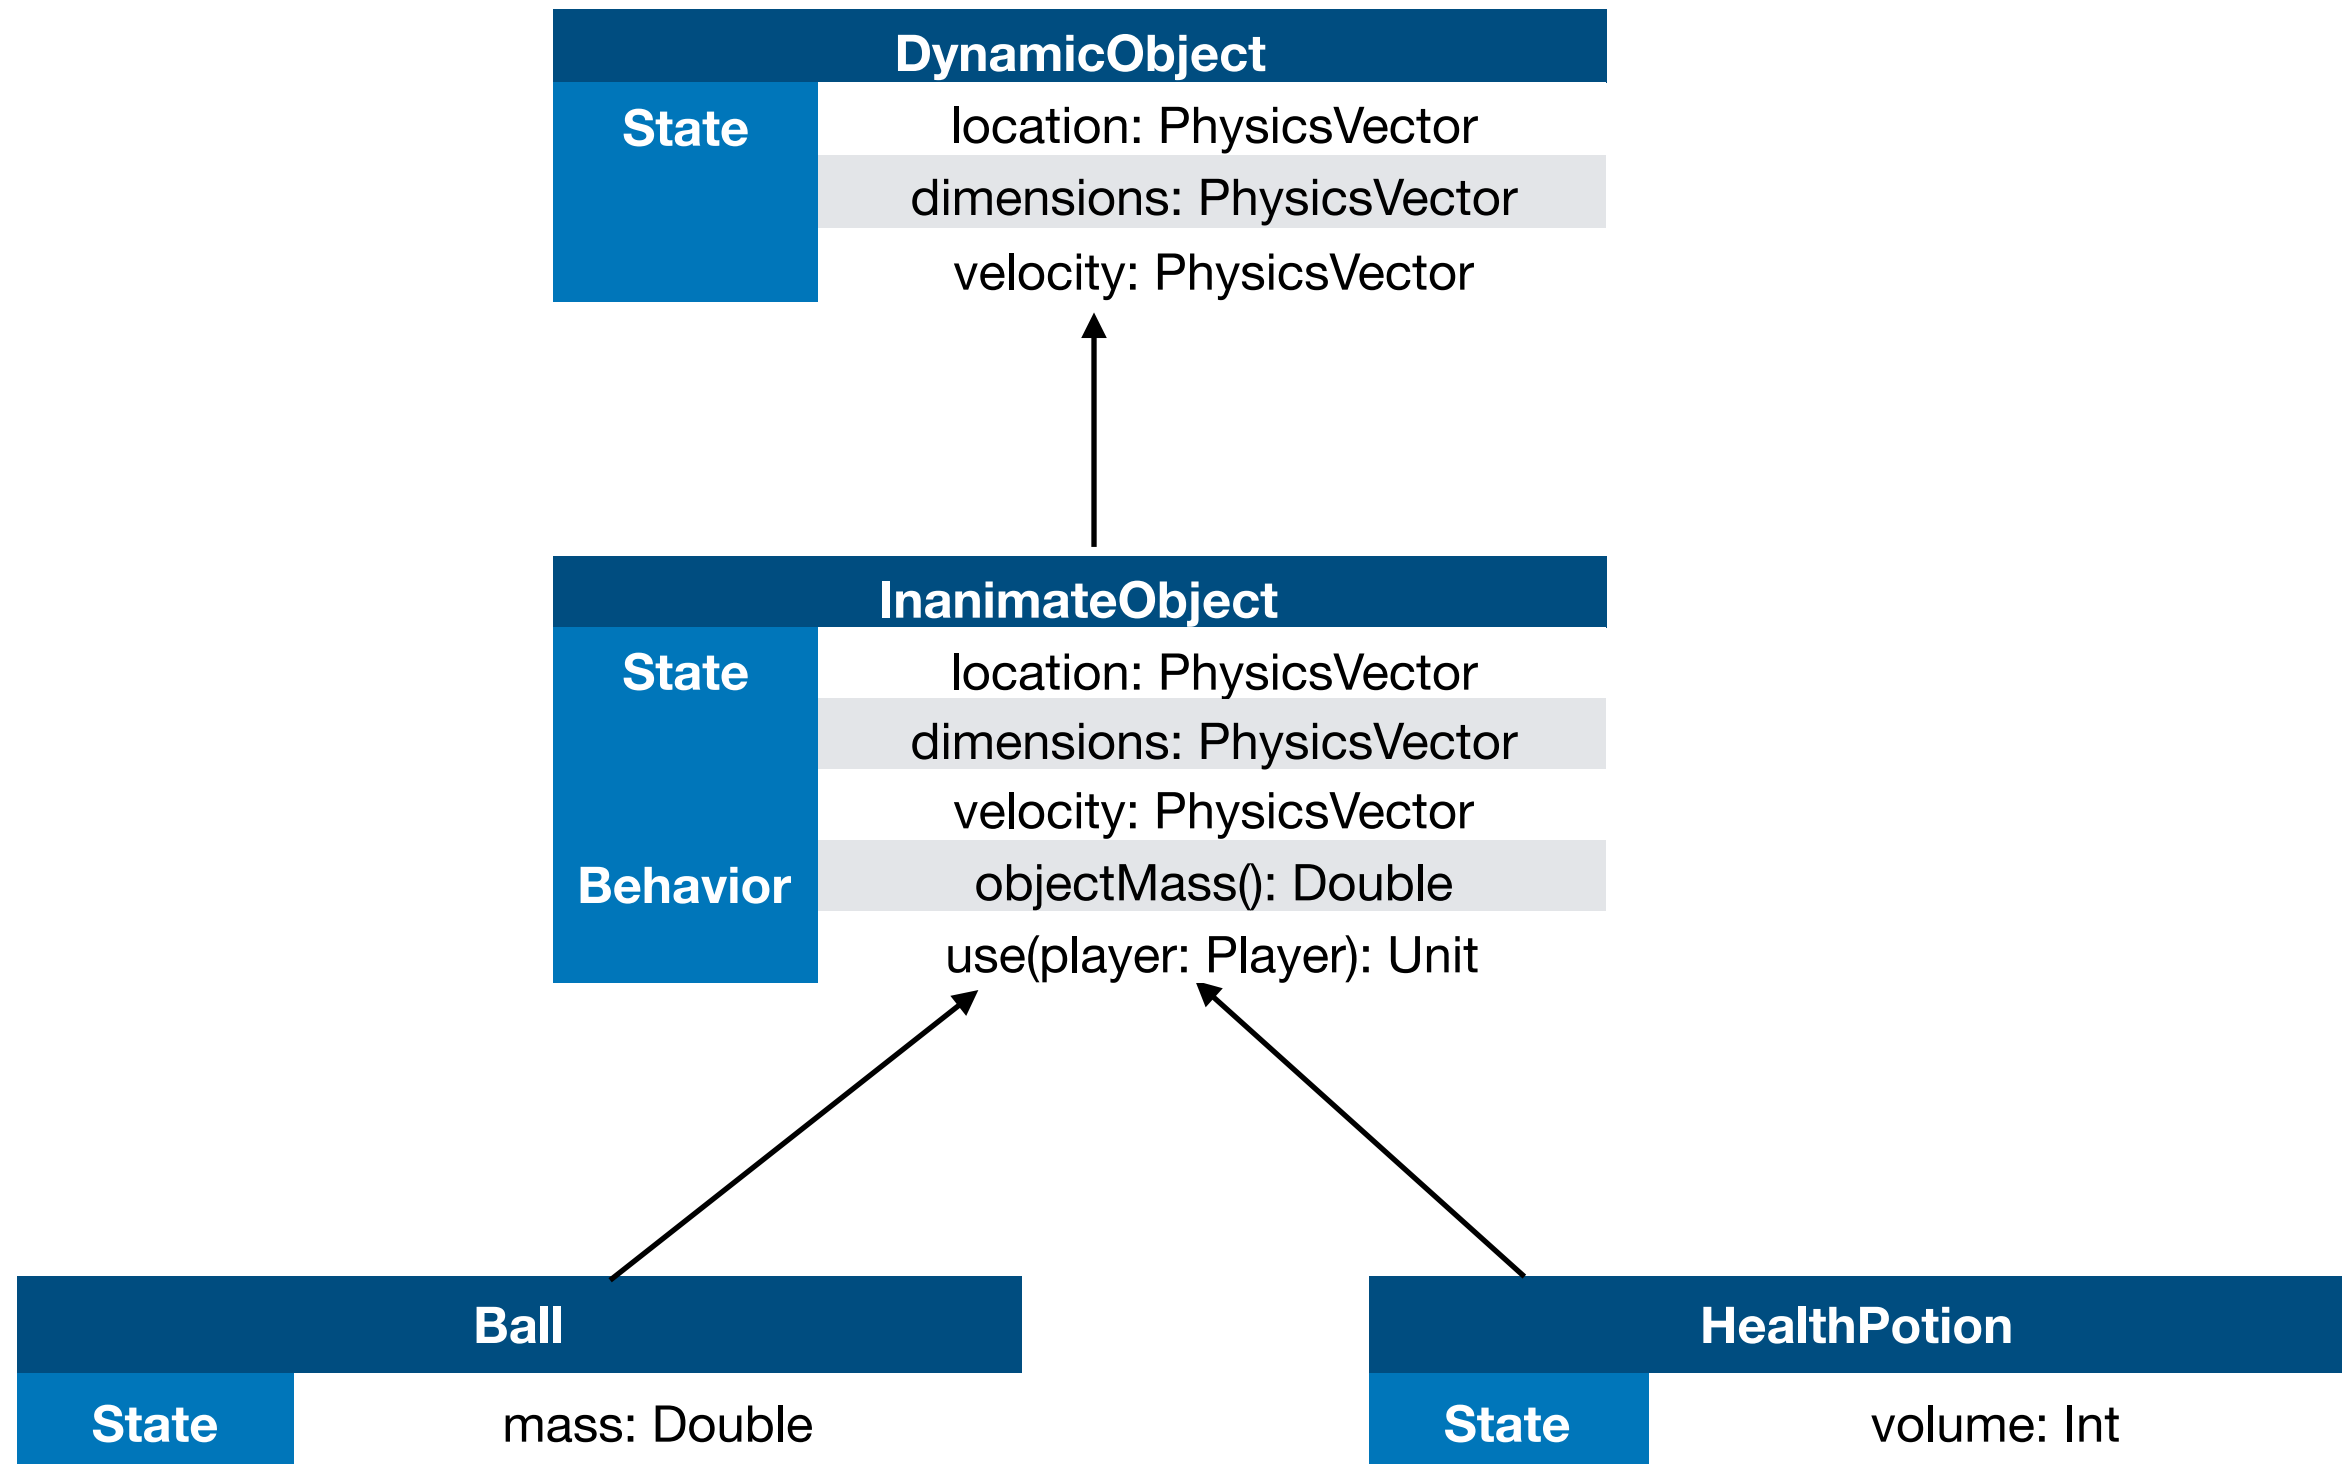 DynamicObject
State
location: PhysicsVector
dimensions: PhysicsVector
velocity: PhysicsVector
InanimateObject
State
location: PhysicsVector
dimensions: PhysicsVector
velocity: PhysicsVector
Behavior
objectMass(): Double
use(player: Player): Unit
Ball
State
mass: Double
HealthPotion
State
volume: Int